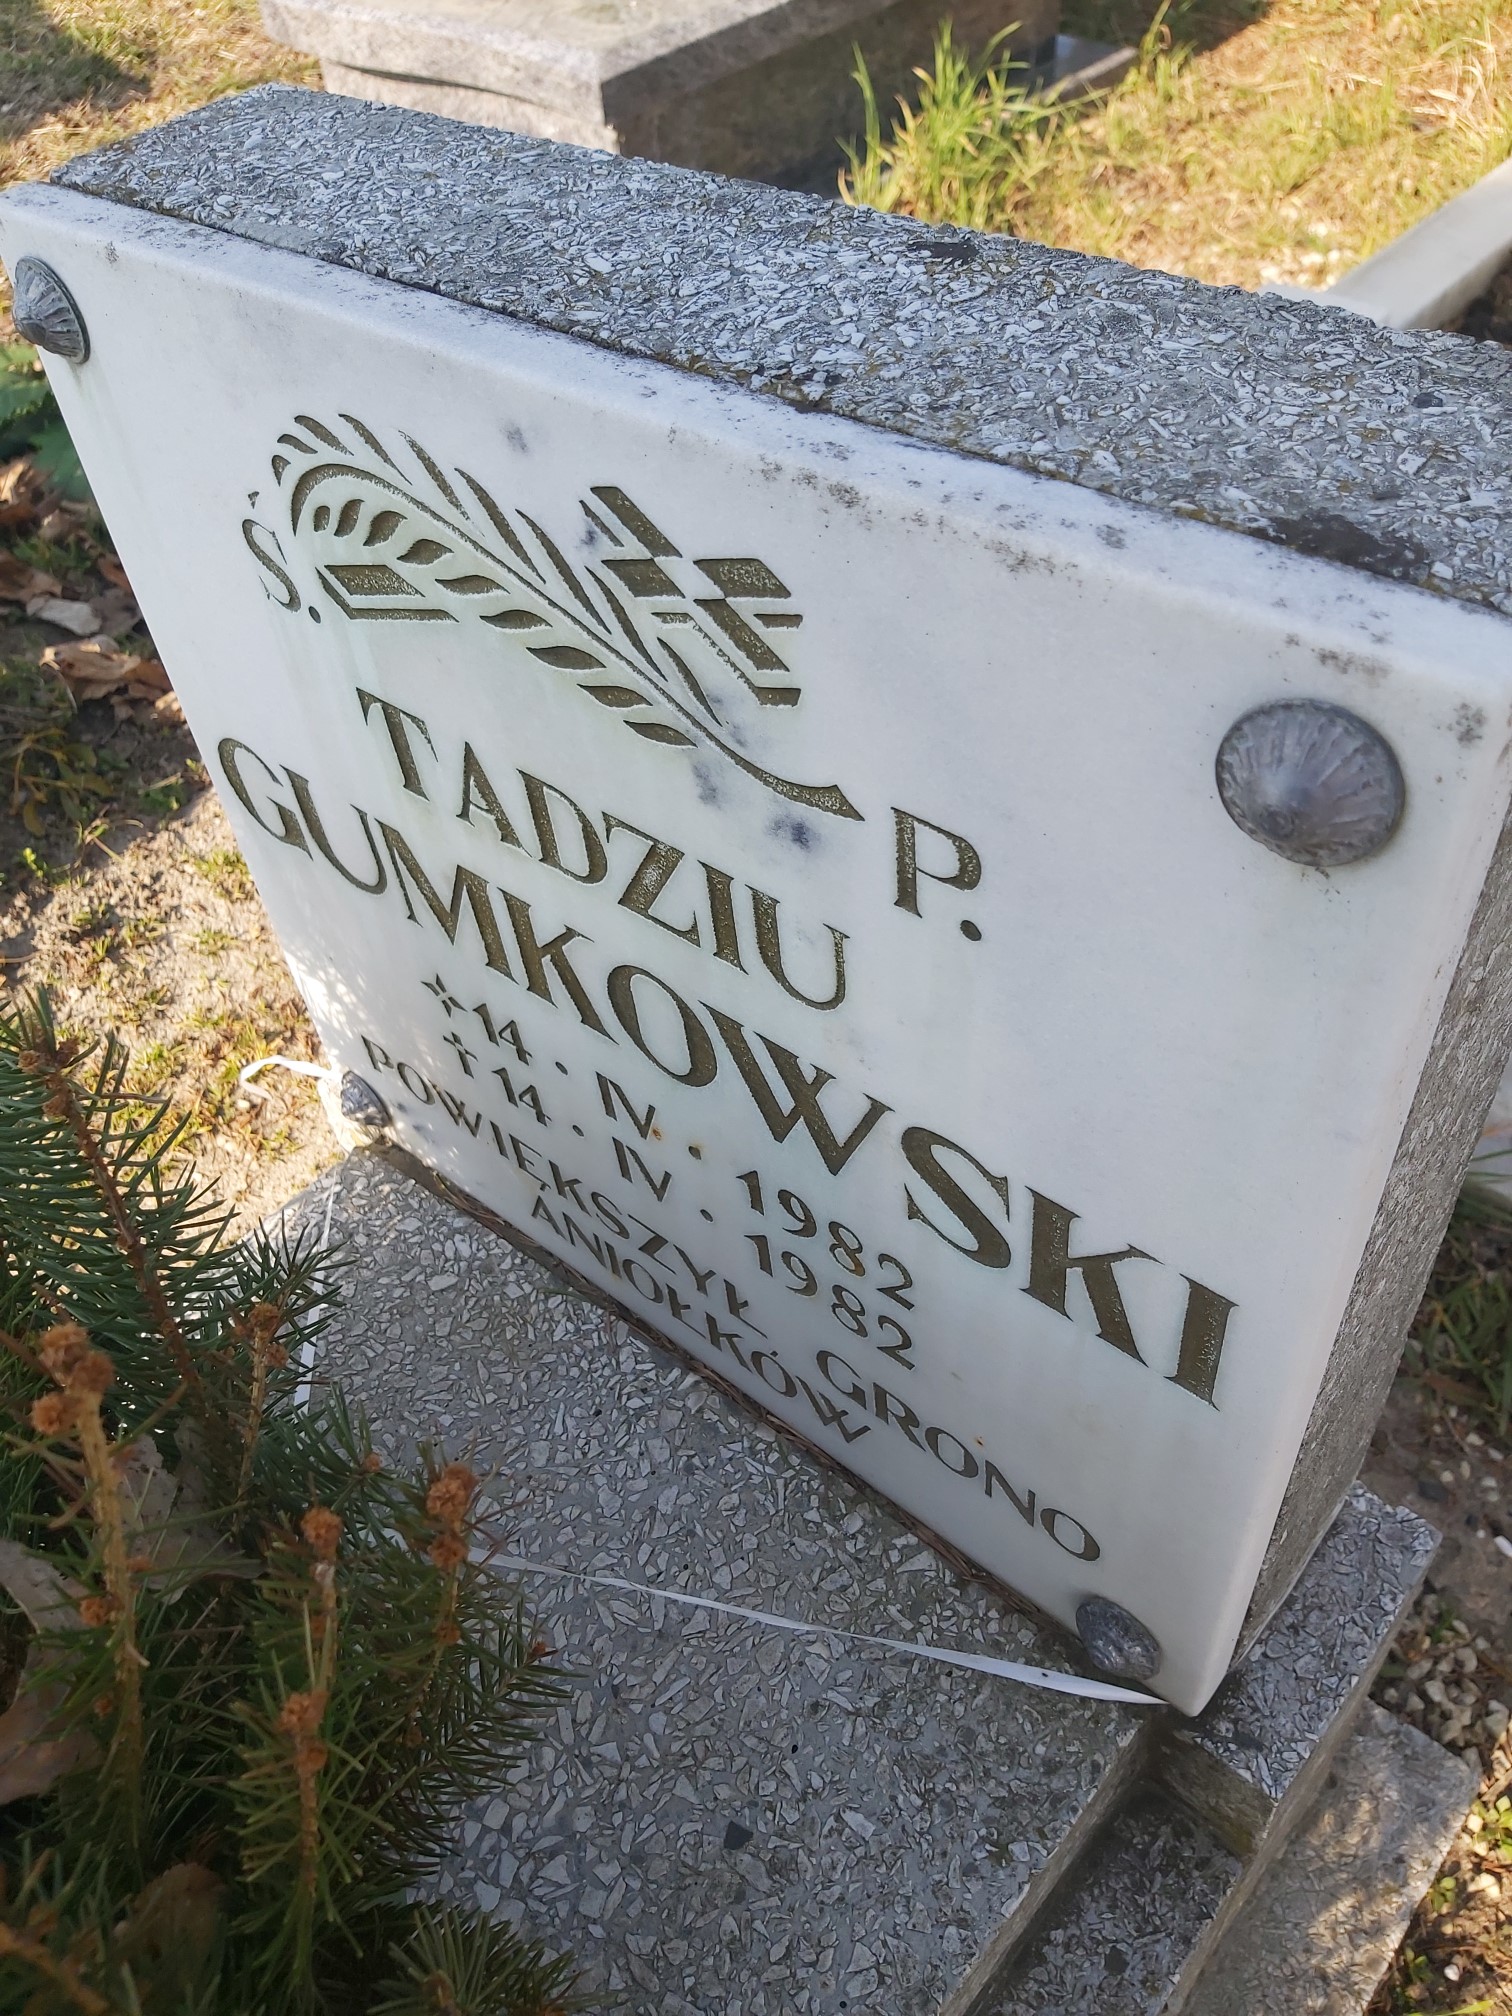 Ś. P.
TADZIU
GUMKOWSKI
* 14. IV. 1982
+ 14. IV. 1982
POWIĘKSZYŁ GRONO
ANIOŁKÓW